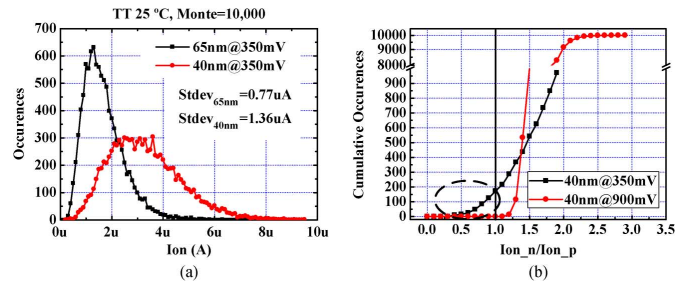 TT 25 ºC, Monte=10,000
700
600
500
400
300
200
100
0
Occurences
65nm@350mV
40nm@350mV
Stdev65nm=0.77uA
Stdev40nm=1.36uA
0u
2u
4u
6u
8u
10u
Ion (A)
(a)
10000
9000
8000
1000
900
800
700
600
500
400
300
200
100
0
Cumulative Occurences
40nm@350mV
40nm@900mV
0.0
0.5
1.0
1.5
2.0
2.5
3.0
3.5
Ion_n/Ion_p
(b)